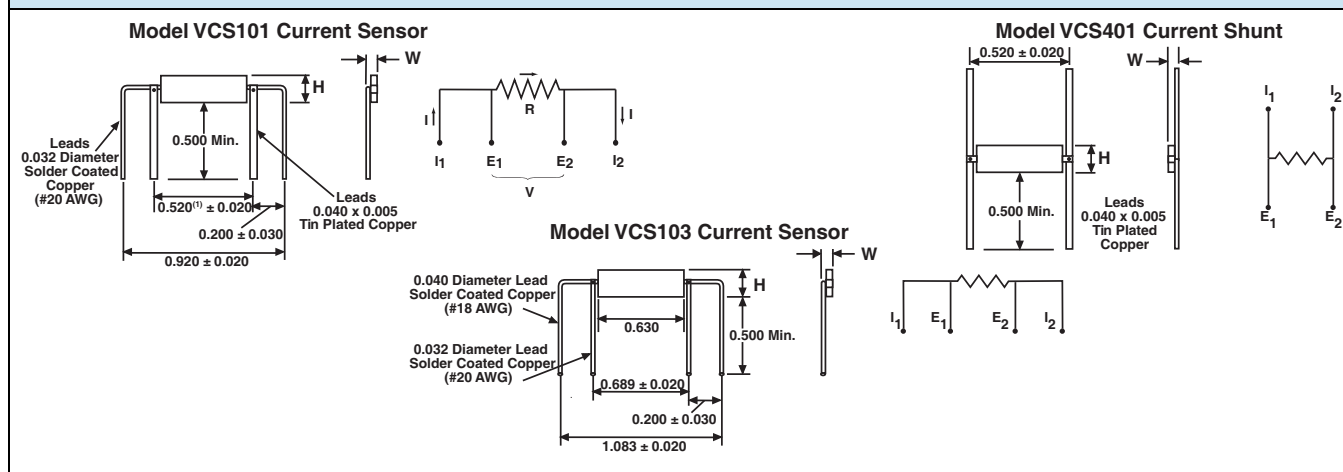 Model VCS101 Current Sensor
W
H
Leads
0.032 Diameter
Solder Coated
Copper
(#20 AWG)
0.500 Min.
0.520(1) ± 0.020
0.200 ± 0.030
0.920 ± 0.020
Leads
0.040 x 0.005
Tin Plated Copper
R
I
I
I1 E1 E2 I2
V
Model VCS103 Current Sensor
W
H
0.040 Diameter Lead
Solder Coated Copper
(#18 AWG)
0.630
0.500 Min.
0.032 Diameter Lead
Solder Coated Copper
(#20 AWG)
0.689 ± 0.020
0.200 ± 0.030
1.083 ± 0.020
Model VCS401 Current Shunt
0.520 ± 0.020
W
H
0.500 Min.
Leads
0.040 x 0.005
Tin Plated
Copper
I1 I2
E1 E2
I1 E1 E2 I2